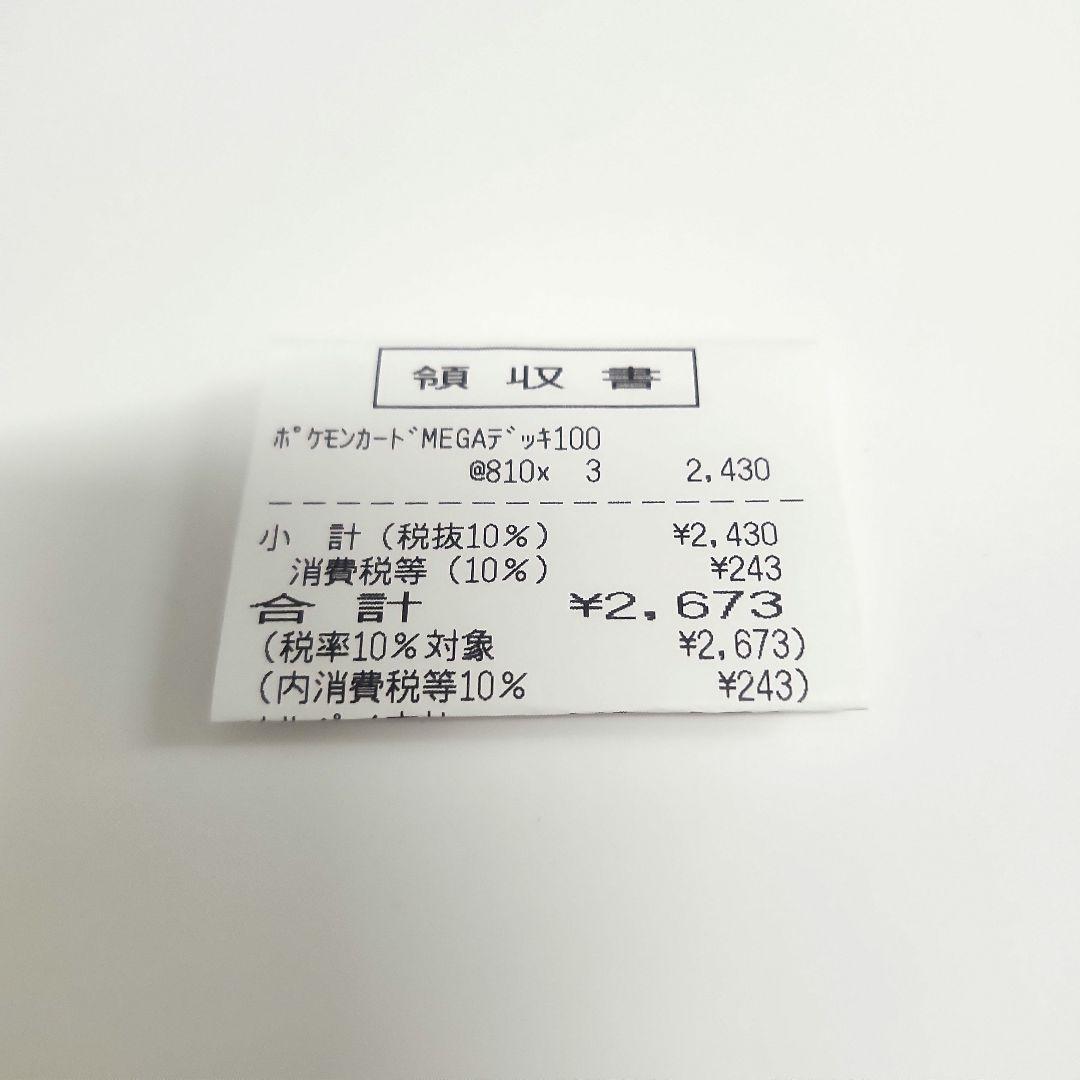 領収書
ﾎﾟｹﾓﾝｶｰﾄﾞMEGAﾃﾞｯｷ100
@810x 3 2,430
小 計(税抜10%) ¥2,430
消費税等(10%) ¥243
合 計 ¥2,673
(税率10%対象 ¥2,673)
(内消費税等10% ¥243)